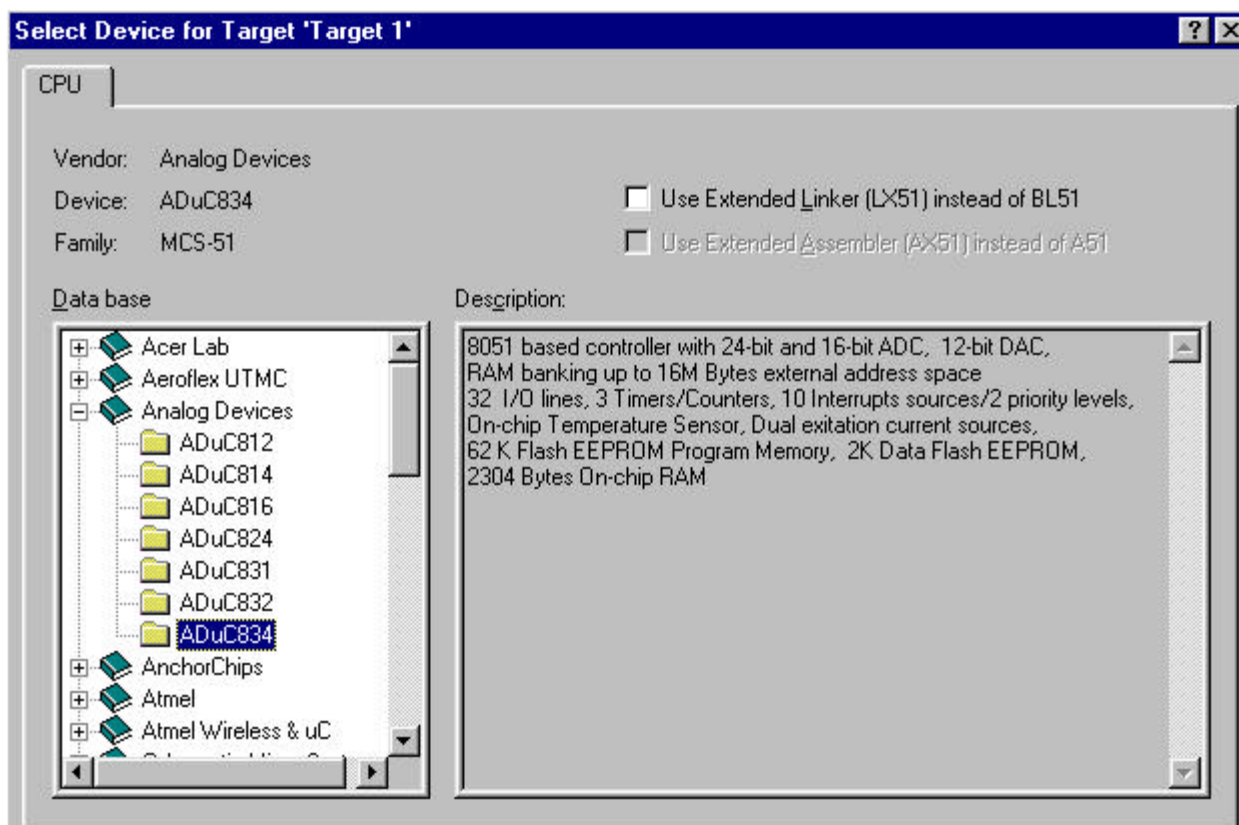 Select Device for Target 'Target 1'
CPU
Vendor: Analog Devices
Device: ADuC834
Use Extended Linker (LX51) instead of BL51
Family: MCS-51
Use Extended Assembler (AX51) instead of A51
Data base
Description:
Acer Lab
Aeroflex UTMC
Analog Devices
ADuC812
ADuC814
ADuC816
ADuC824
ADuC831
ADuC832
ADuC834
AnchorChips
Atmel
Atmel Wireless & uC
8051 based controller with 24-bit and 16-bit ADC, 12-bit DAC,
RAM banking up to 16M Bytes external address space
32 I/O lines, 3 Timers/Counters, 10 Interrupts sources/2 priority levels,
On-chip Temperature Sensor, Dual exitation current sources,
62 K Flash EEPROM Program Memory, 2K Data Flash EEPROM,
2304 Bytes On-chip RAM